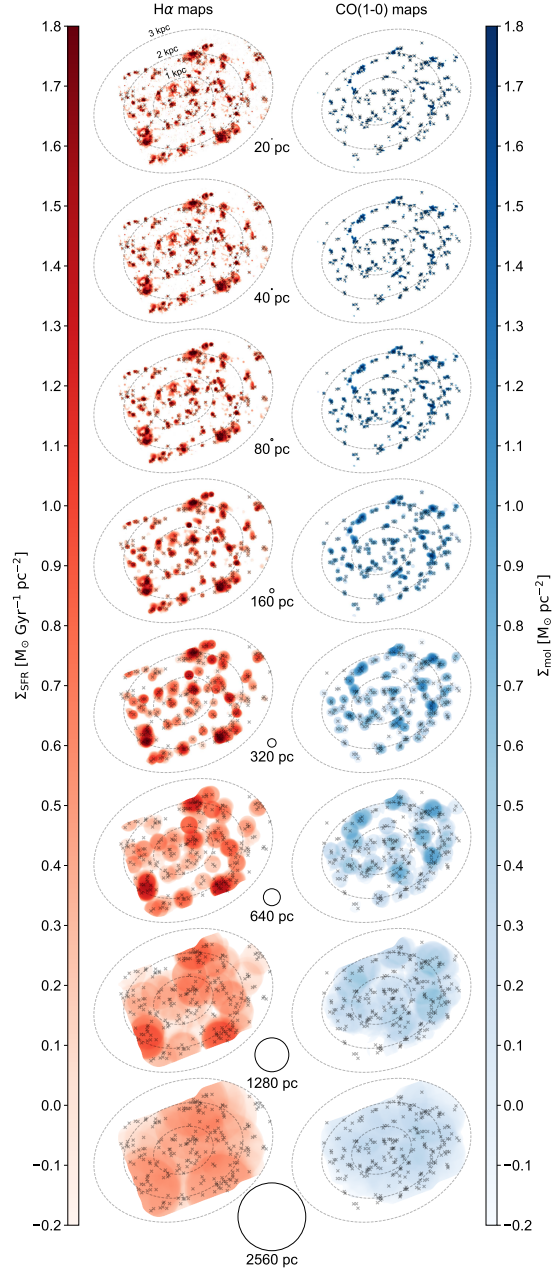 Hα maps
CO(1-0) maps
1.8
1.7
1.6
1.5
1.4
1.3
1.2
1.1
1.0
0.9
0.8
0.7
0.6
0.5
0.4
0.3
0.2
0.1
0.0
−0.1
−0.2
Σ_SFR [M_⊙ Gyr⁻¹ pc⁻²]
3 kpc
2 kpc
1 kpc
20 pc
40 pc
80 pc
160 pc
320 pc
640 pc
1280 pc
2560 pc
1.8
1.7
1.6
1.5
1.4
1.3
1.2
1.1
1.0
0.9
0.8
0.7
0.6
0.5
0.4
0.3
0.2
0.1
0.0
−0.1
−0.2
Σ_mol [M_⊙ pc⁻²]